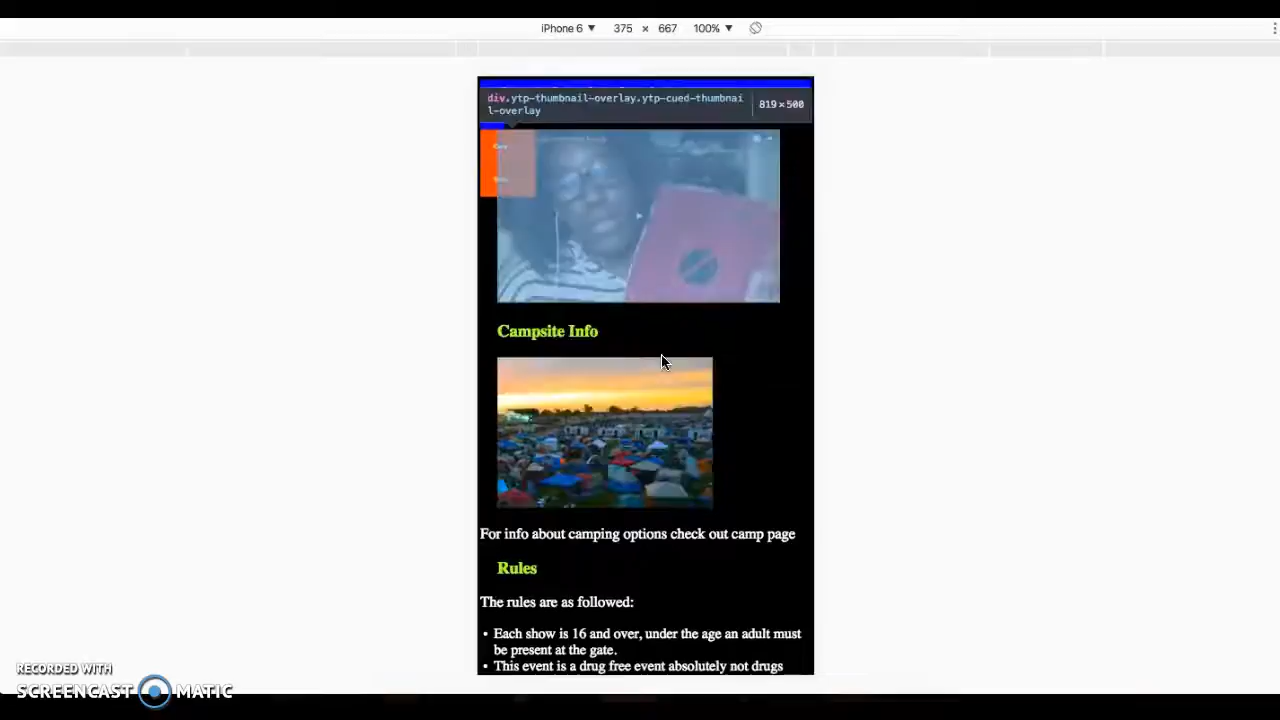 iPhone 6 ▼ 375 × 667 100% ▼
div.ytp-thumbnail-overlay.ytp-cued-thumbnai
l-overlay
819×500
Campsite Info
For info about camping options check out camp page
Rules
The rules are as followed:
• Each show is 16 and over, under the age an adult must
be present at the gate.
• This event is a drug free event absolutely not drugs
RECORDED WITH
SCREENCAST MATIC